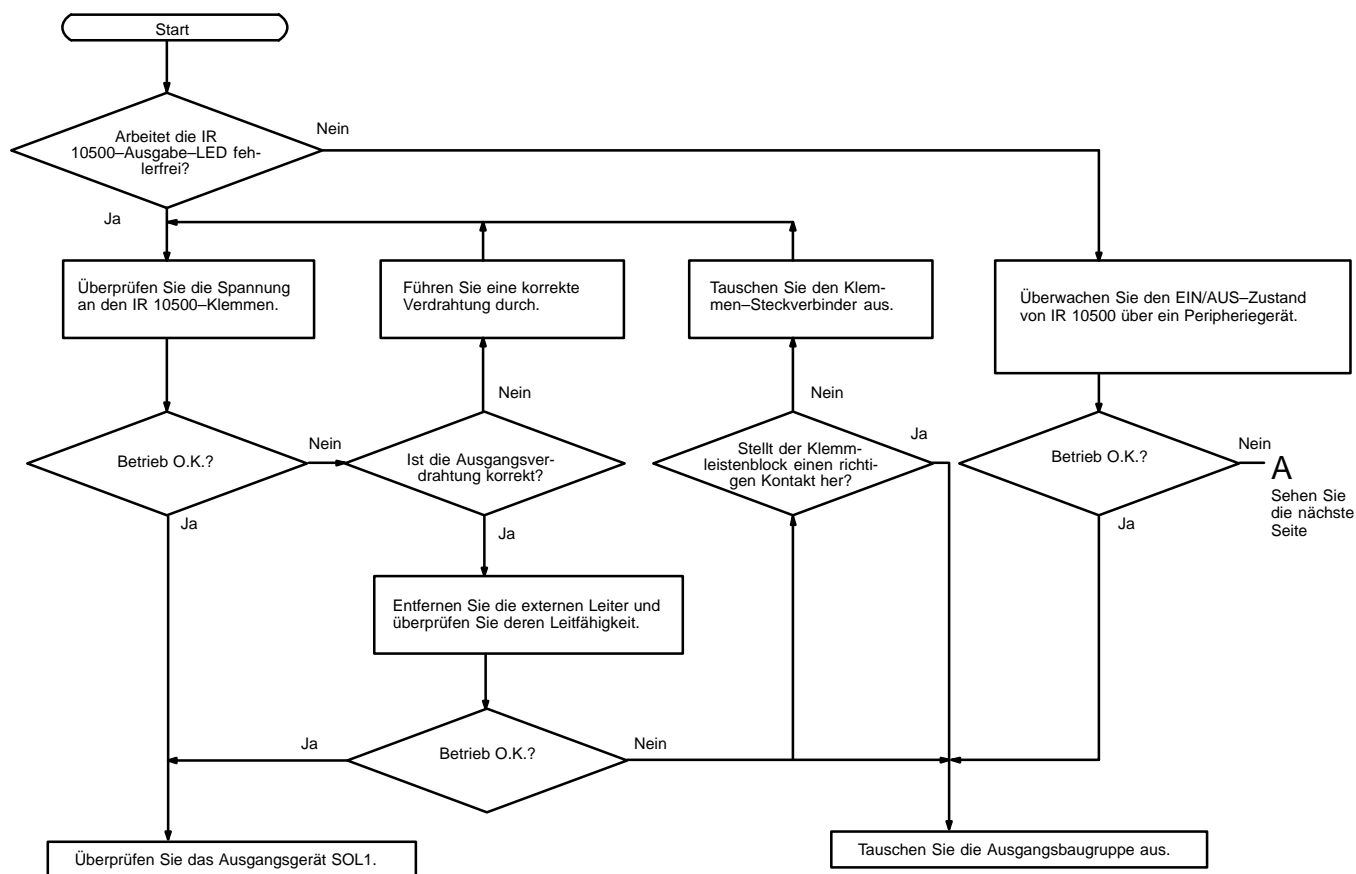 Start
Arbeitet die IR
10500–Ausgabe–LED feh-
lerfrei?
Nein
Ja
Überprüfen Sie die Spannung
an den IR 10500–Klemmen.
Führen Sie eine korrekte
Verdrahtung durch.
Tauschen Sie den Klem-
men–Steckverbinder aus.
Überwachen Sie den EIN/AUS–Zustand
von IR 10500 über ein Peripheriegerät.
Nein
Nein
Betrieb O.K.?
Nein
Ist die Ausgangsver-
drahtung korrekt?
Stellt der Klemm-
leistenblock einen richti-
gen Kontakt her?
Ja
Betrieb O.K.?
Nein
A
Sehen Sie
die nächste
Seite
Ja
Ja
Ja
Entfernen Sie die externen Leiter und
überprüfen Sie deren Leitfähigkeit.
Ja
Betrieb O.K.?
Nein
Überprüfen Sie das Ausgangsgerät SOL1.
Tauschen Sie die Ausgangsbaugruppe aus.